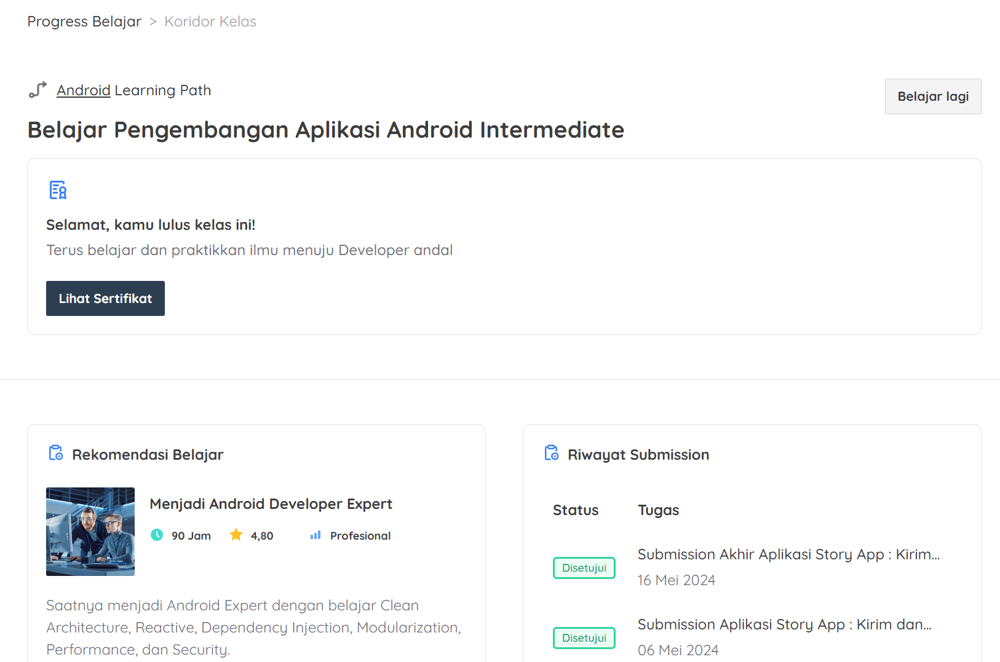 Progress Belajar > Koridor Kelas
Android Learning Path
Belajar lagi
Belajar Pengembangan Aplikasi Android Intermediate
Selamat, kamu lulus kelas ini!
Terus belajar dan praktikkan ilmu menuju Developer andal
Lihat Sertifikat
Rekomendasi Belajar
Menjadi Android Developer Expert
90 Jam 4,80 Profesional
Saatnya menjadi Android Expert dengan belajar Clean
Architecture, Reactive, Dependency Injection, Modularization,
Performance, dan Security.
Riwayat Submission
Status Tugas
Disetujui
Submission Akhir Aplikasi Story App : Kirim...
16 Mei 2024
Disetujui
Submission Aplikasi Story App : Kirim dan...
06 Mei 2024